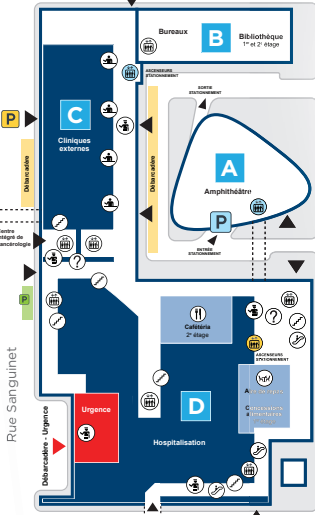 Bureaux
B
Bibliothèque
1er et 2e étage
ASCENSEURS
STATIONNEMENT
C
Cliniques
externes
P
SORTIE
STATIONNEMENT
Débarcadère
Débarcadère
A
Amphithéâtre
P
ENTRÉE
STATIONNEMENT
Centre
intégré de
cancérologie
?
P
Rue Sanguinet
Cafétéria
2e étage
?
ASCENSEURS
STATIONNEMENT
Urgence
Débarcadère - Urgence
D
Hospitalisation